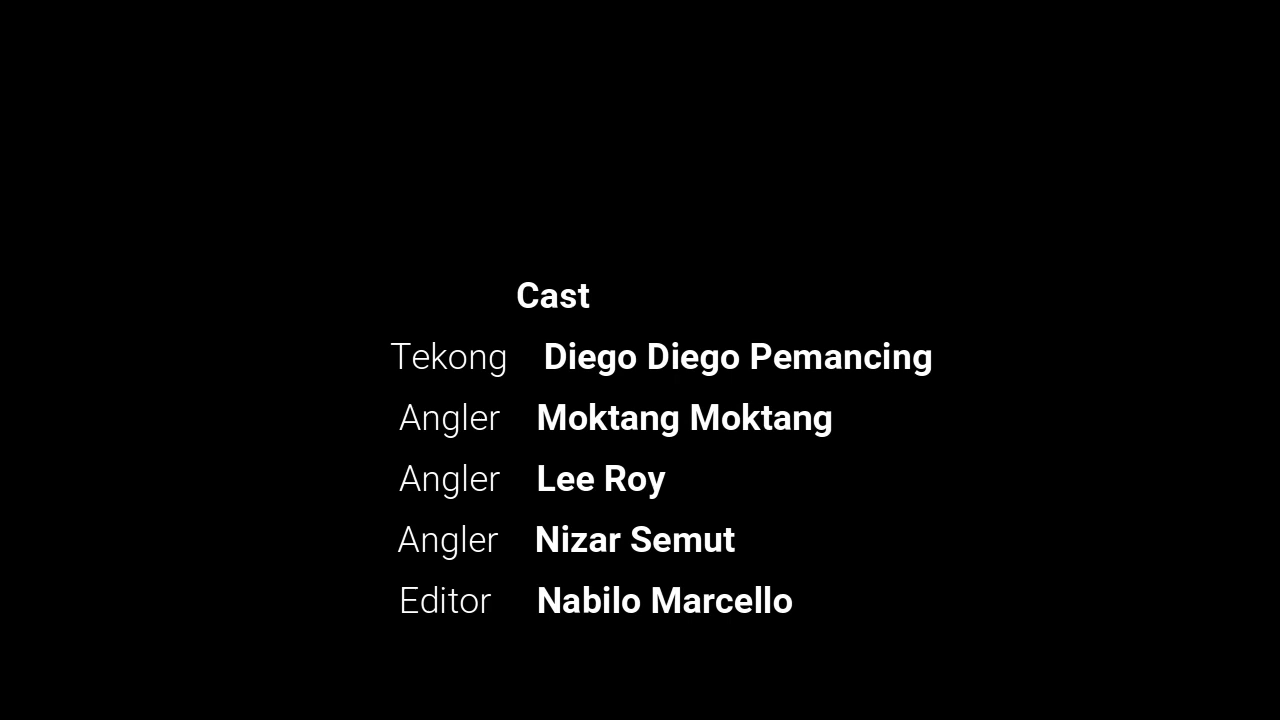 Cast
Tekong Diego Diego Pemancing
Angler Moktang Moktang
Angler Lee Roy
Angler Nizar Semut
Editor Nabilo Marcello